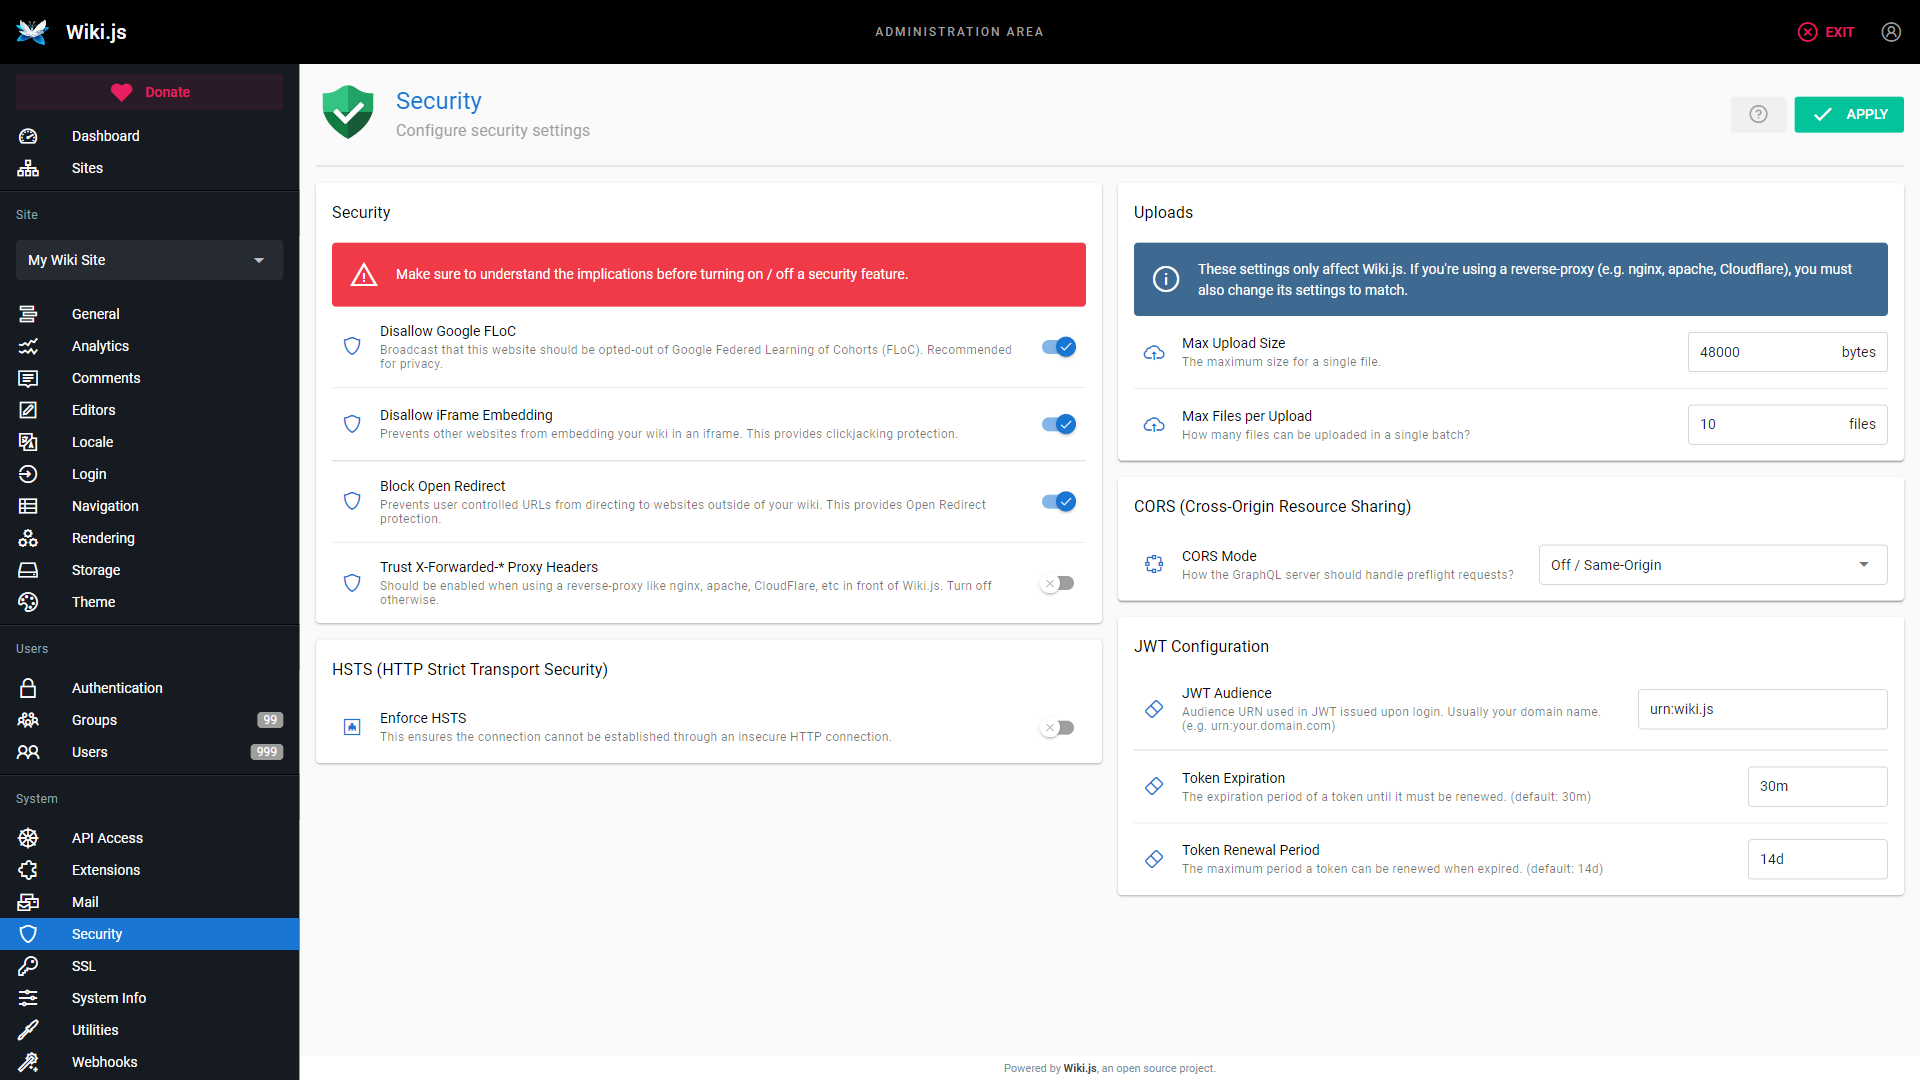 Wiki.js
ADMINISTRATION AREA
EXIT
Donate
Dashboard
Sites
Site
My Wiki Site
General
Analytics
Comments
Editors
Locale
Login
Navigation
Rendering
Storage
Theme
Users
Authentication
Groups 99
Users 999
System
API Access
Extensions
Mail
Security
SSL
System Info
Utilities
Webhooks
Security
Configure security settings
APPLY
Security
Make sure to understand the implications before turning on / off a security feature.
Disallow Google FLoC
Broadcast that this website should be opted-out of Google Federed Learning of Cohorts (FLoC). Recommended
for privacy.
Disallow iFrame Embedding
Prevents other websites from embedding your wiki in an iframe. This provides clickjacking protection.
Block Open Redirect
Prevents user controlled URLs from directing to websites outside of your wiki. This provides Open Redirect
protection.
Trust X-Forwarded-* Proxy Headers
Should be enabled when using a reverse-proxy like nginx, apache, CloudFlare, etc in front of Wiki.js. Turn off
otherwise.
HSTS (HTTP Strict Transport Security)
Enforce HSTS
This ensures the connection cannot be established through an insecure HTTP connection.
Uploads
These settings only affect Wiki.js. If you're using a reverse-proxy (e.g. nginx, apache, Cloudflare), you must
also change its settings to match.
Max Upload Size
The maximum size for a single file.
48000 bytes
Max Files per Upload
How many files can be uploaded in a single batch?
10 files
CORS (Cross-Origin Resource Sharing)
CORS Mode
How the GraphQL server should handle preflight requests?
Off / Same-Origin
JWT Configuration
JWT Audience
Audience URN used in JWT issued upon login. Usually your domain name.
(e.g. urn:your.domain.com)
urn:wiki.js
Token Expiration
The expiration period of a token until it must be renewed. (default: 30m)
30m
Token Renewal Period
The maximum period a token can be renewed when expired. (default: 14d)
14d
Powered by Wiki.js, an open source project.